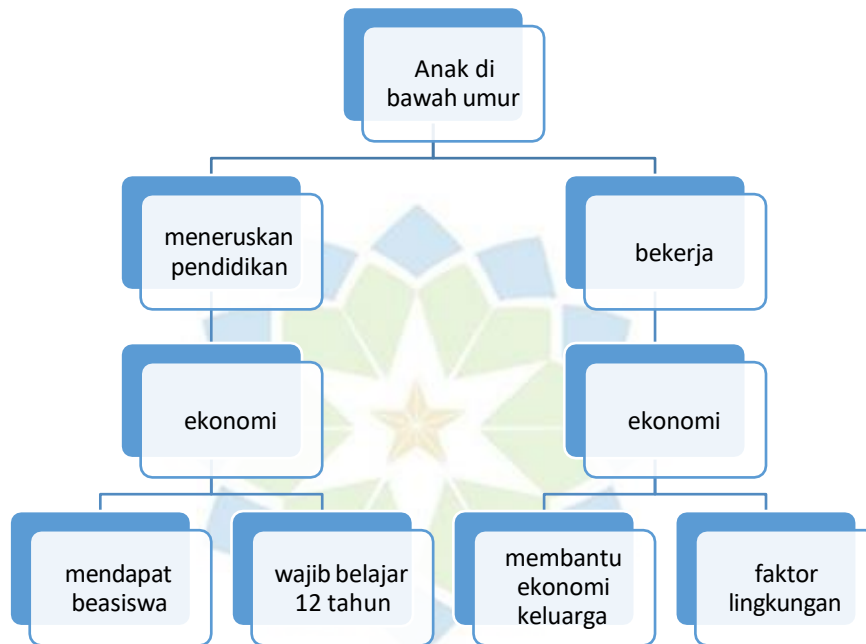 Anak di
bawah umur
meneruskan
pendidikan
bekerja
ekonomi
ekonomi
mendapat
beasiswa
wajib belajar
12 tahun
membantu
ekonomi
keluarga
faktor
lingkungan